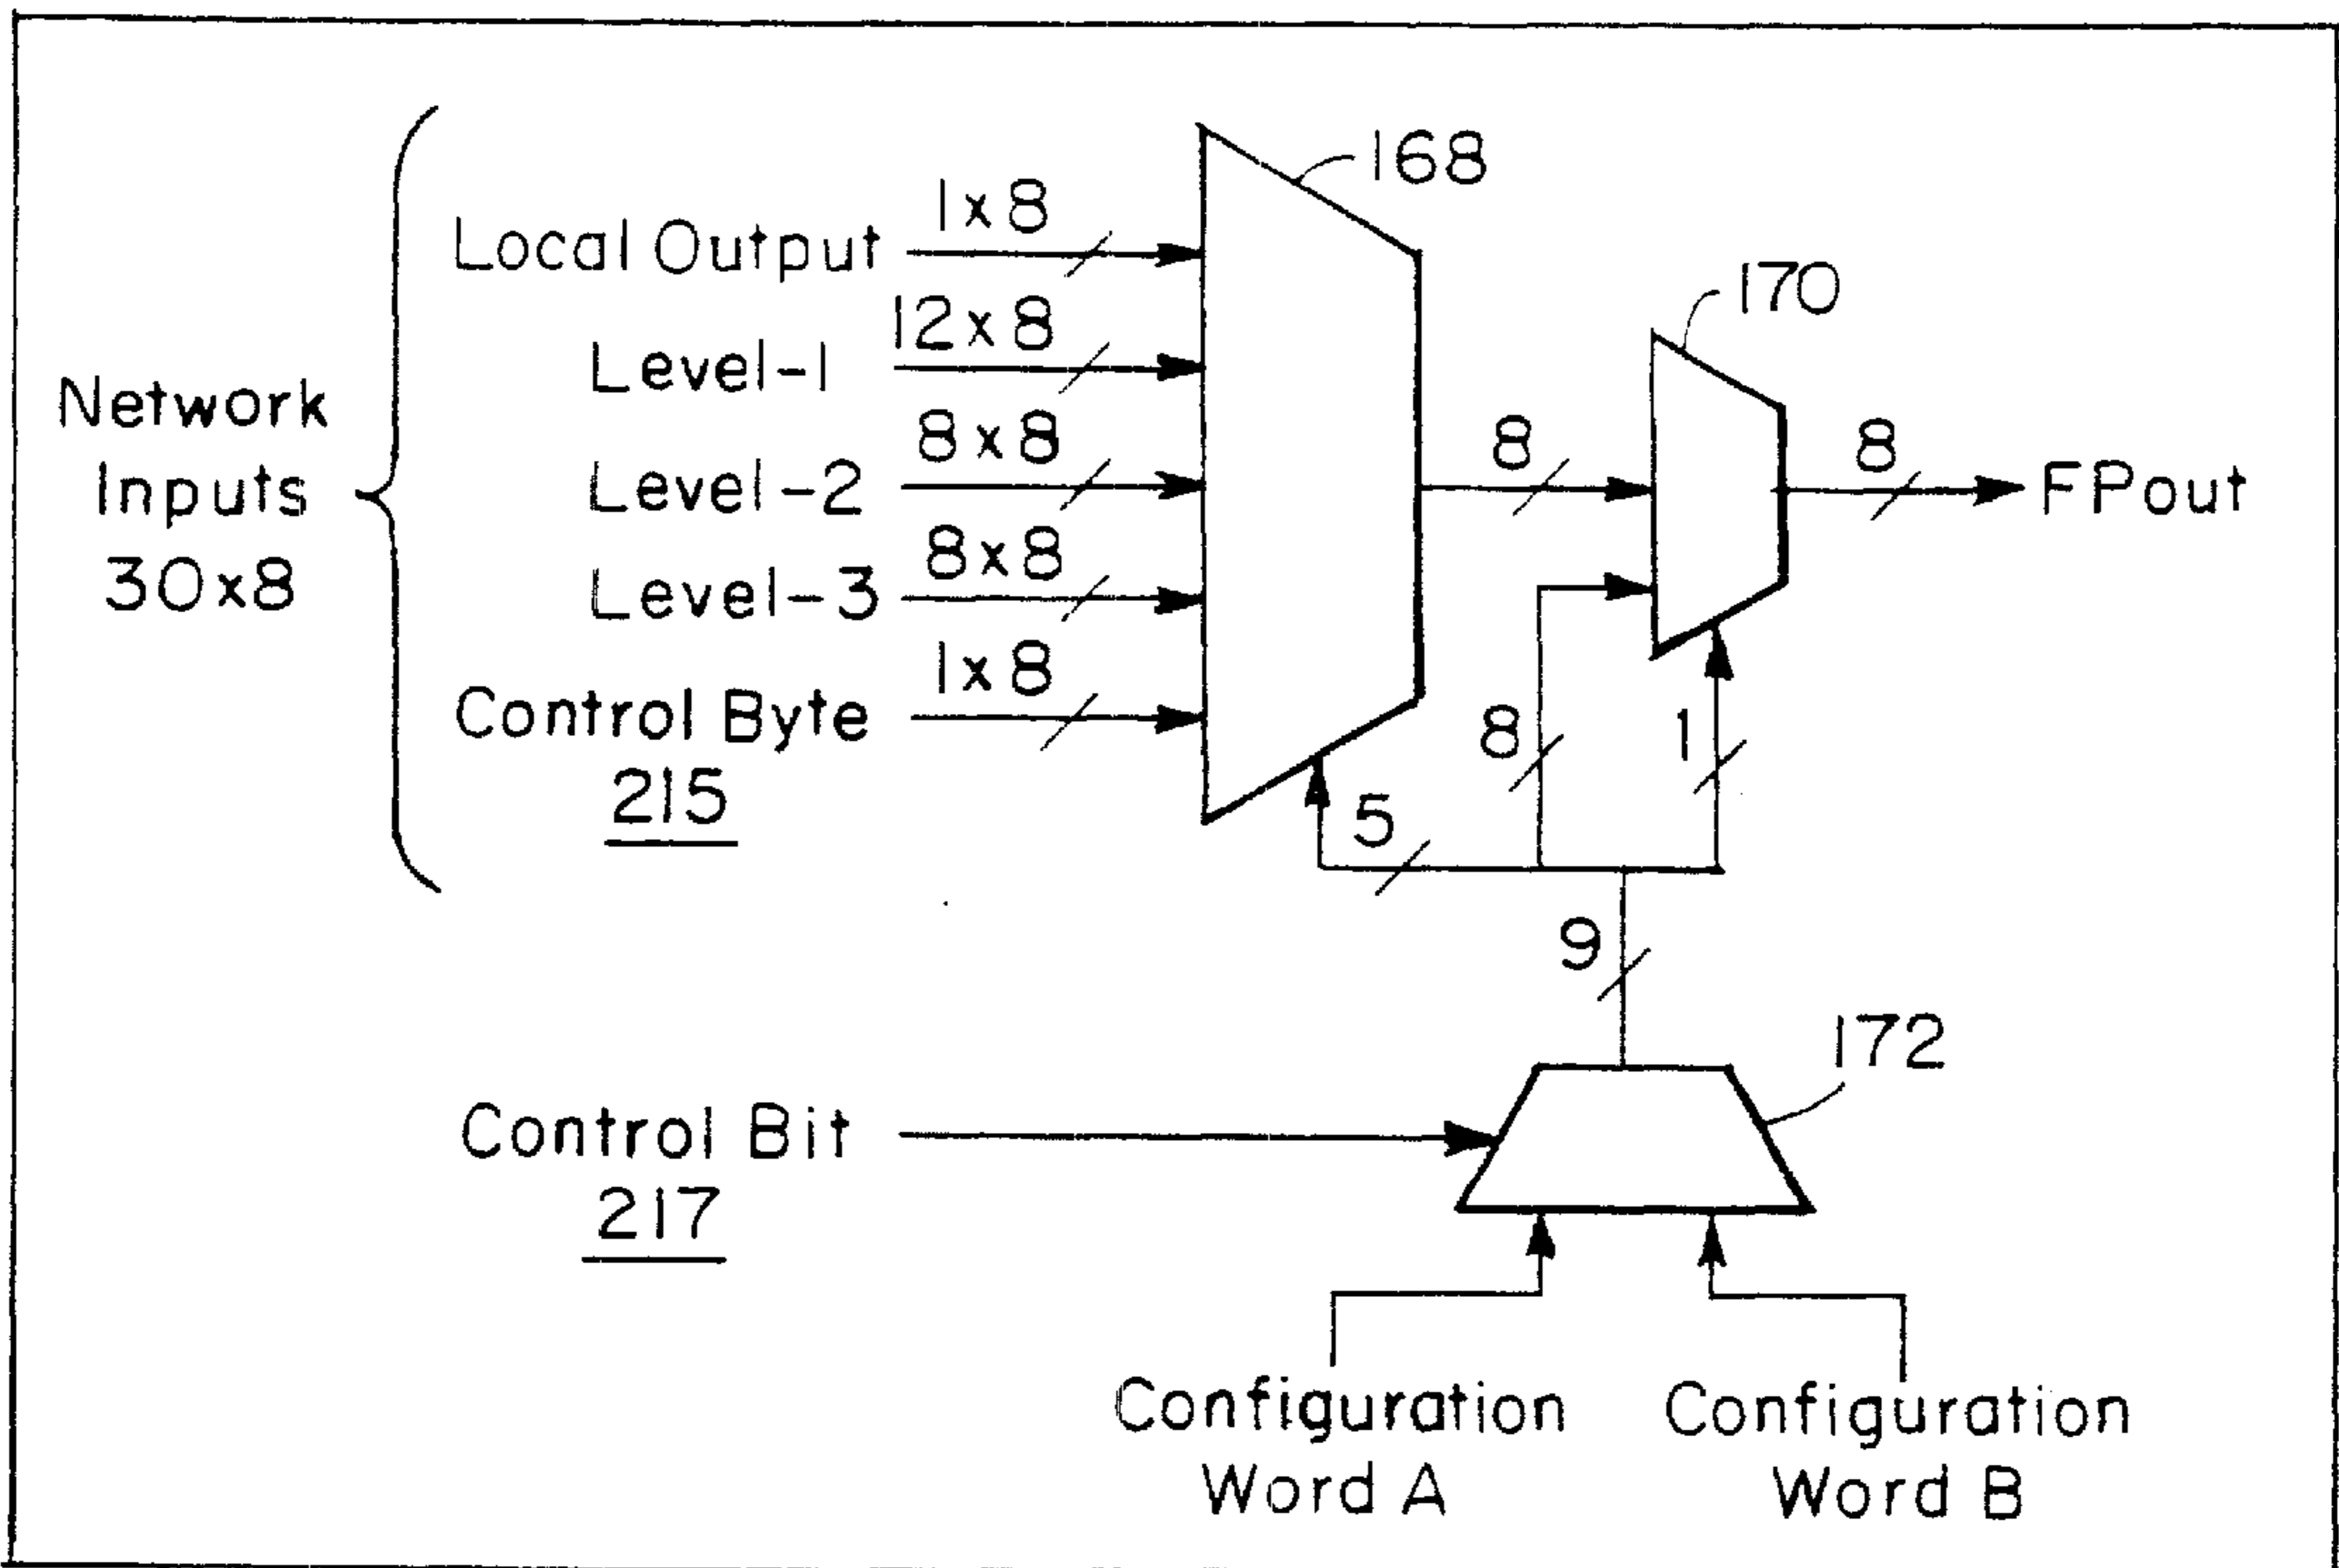 Network
Inputs
30x8
Local Output
1x8
168
Level-1
12x8
Level-2
8x8
Level-3
8x8
Control Byte
215
1x8
5
8
170
8
FPout
8
1
9
172
Control Bit
217
Configuration
Word A
Configuration
Word B